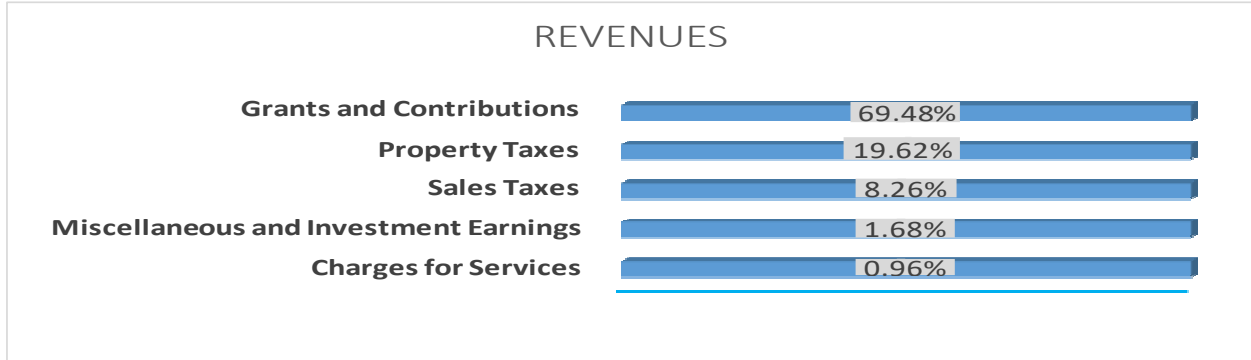 REVENUES
Grants and Contributions 69.48%
Property Taxes 19.62%
Sales Taxes 8.26%
Miscellaneous and Investment Earnings 1.68%
Charges for Services 0.96%